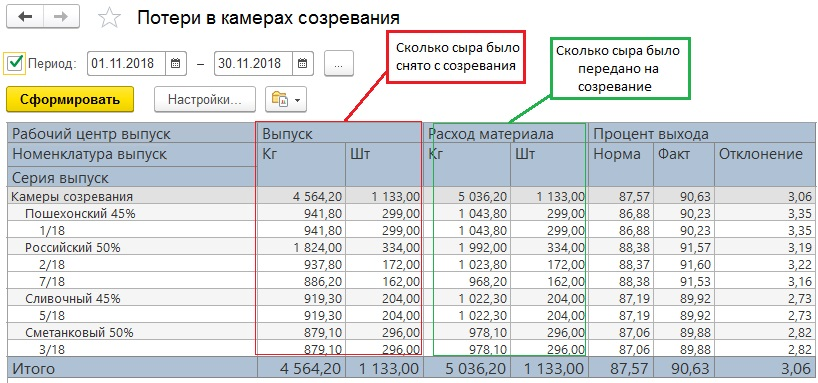 Потери в камерах созревания
Период: 01.11.2018 – 30.11.2018 ...
Сформировать Настройки...
Сколько сыра было
снято с созревания
Сколько сыра было
передано на
созревание
Рабочий центр выпуск Выпуск Расход материала Процент выхода
Номенклатура выпуск Кг Шт Кг Шт Норма Факт Отклонение
Серия выпуск
Камеры созревания 4 564,20 1 133,00 5 036,20 1 133,00 87,57 90,63 3,06
Пошехонский 45% 941,80 299,00 1 043,80 299,00 86,88 90,23 3,35
1/18 941,80 299,00 1 043,80 299,00 86,88 90,23 3,35
Российский 50% 1 824,00 334,00 1 992,00 334,00 88,38 91,57 3,19
2/18 937,80 172,00 1 023,80 172,00 88,37 91,60 3,22
7/18 886,20 162,00 968,20 162,00 88,38 91,53 3,16
Сливочный 45% 919,30 204,00 1 022,30 204,00 87,19 89,92 2,73
5/18 919,30 204,00 1 022,30 204,00 87,19 89,92 2,73
Сметанковый 50% 879,10 296,00 978,10 296,00 87,06 89,88 2,82
3/18 879,10 296,00 978,10 296,00 87,06 89,88 2,82
Итого 4 564,20 1 133,00 5 036,20 1 133,00 87,57 90,63 3,06